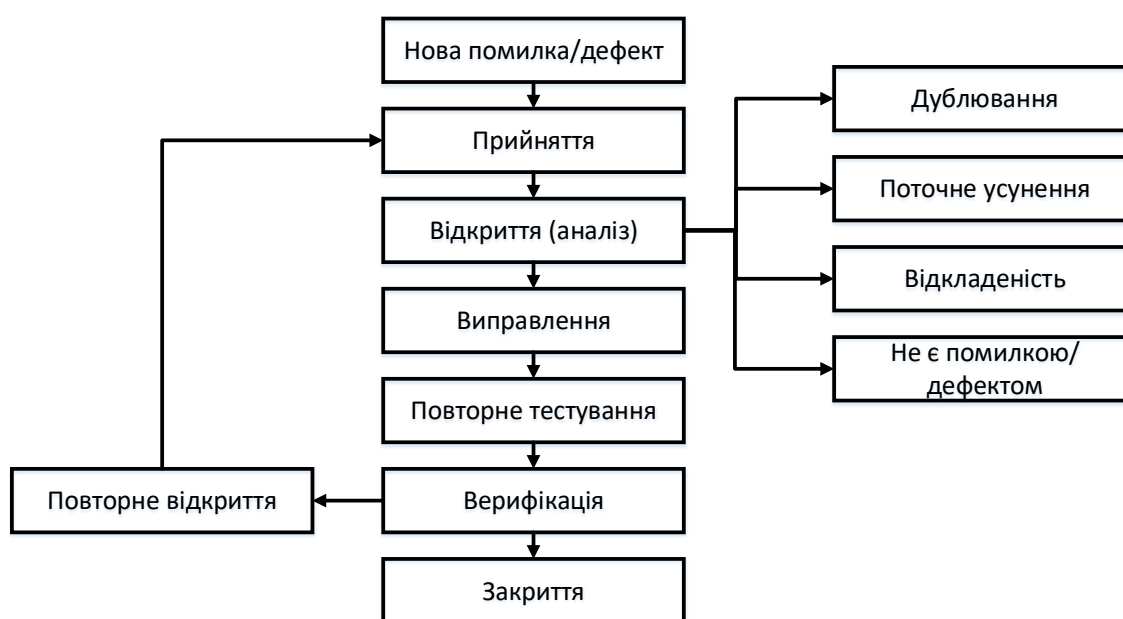 Нова помилка/дефект
Прийняття
Відкриття (аналіз)
Виправлення
Повторне тестування
Верифікація
Закриття
Повторне відкриття
Дублювання
Поточне усунення
Відкладеність
Не є помилкою/
дефектом